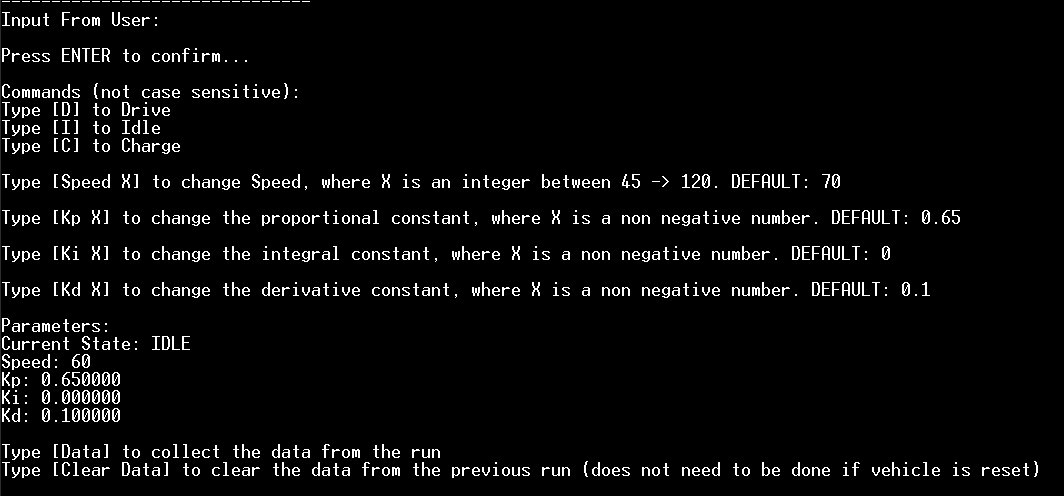 Input From User:
Press ENTER to confirm...
Commands (not case sensitive):
Type [D] to Drive
Type [I] to Idle
Type [C] to Charge
Type [Speed X] to change Speed, where X is an integer between 45 -> 120. DEFAULT: 70
Type [Kp X] to change the proportional constant, where X is a non negative number. DEFAULT: 0.65
Type [Ki X] to change the integral constant, where X is a non negative number. DEFAULT: 0
Type [Kd X] to change the derivative constant, where X is a non negative number. DEFAULT: 0.1
Parameters:
Current State: IDLE
Speed: 60
Kp: 0.650000
Ki: 0.000000
Kd: 0.100000
Type [Data] to collect the data from the run
Type [Clear Data] to clear the data from the previous run (does not need to be done if vehicle is reset)